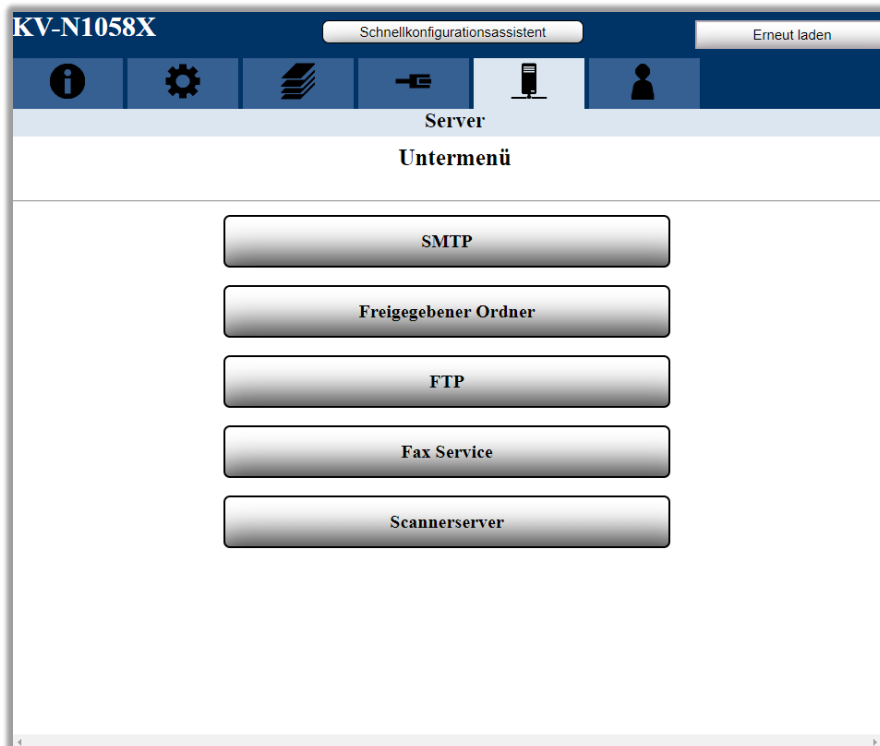 KV-N1058X
Schnellkonfigurationsassistent
Erneut laden
Server
Untermenü
SMTP
Freigegebener Ordner
FTP
Fax Service
Scannerserver